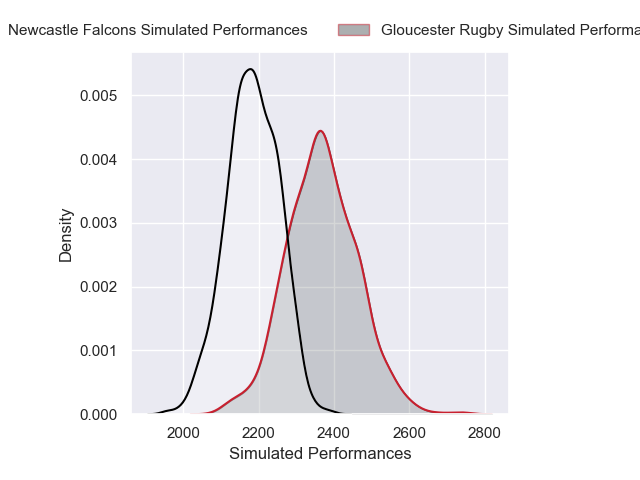 Newcastle Falcons Simulated Performances
Gloucester Rugby Simulated Performa
0.005
0.004
0.003
0.002
0.001
0.000
Density
2000 2200 2400 2600 2800
Simulated Performances